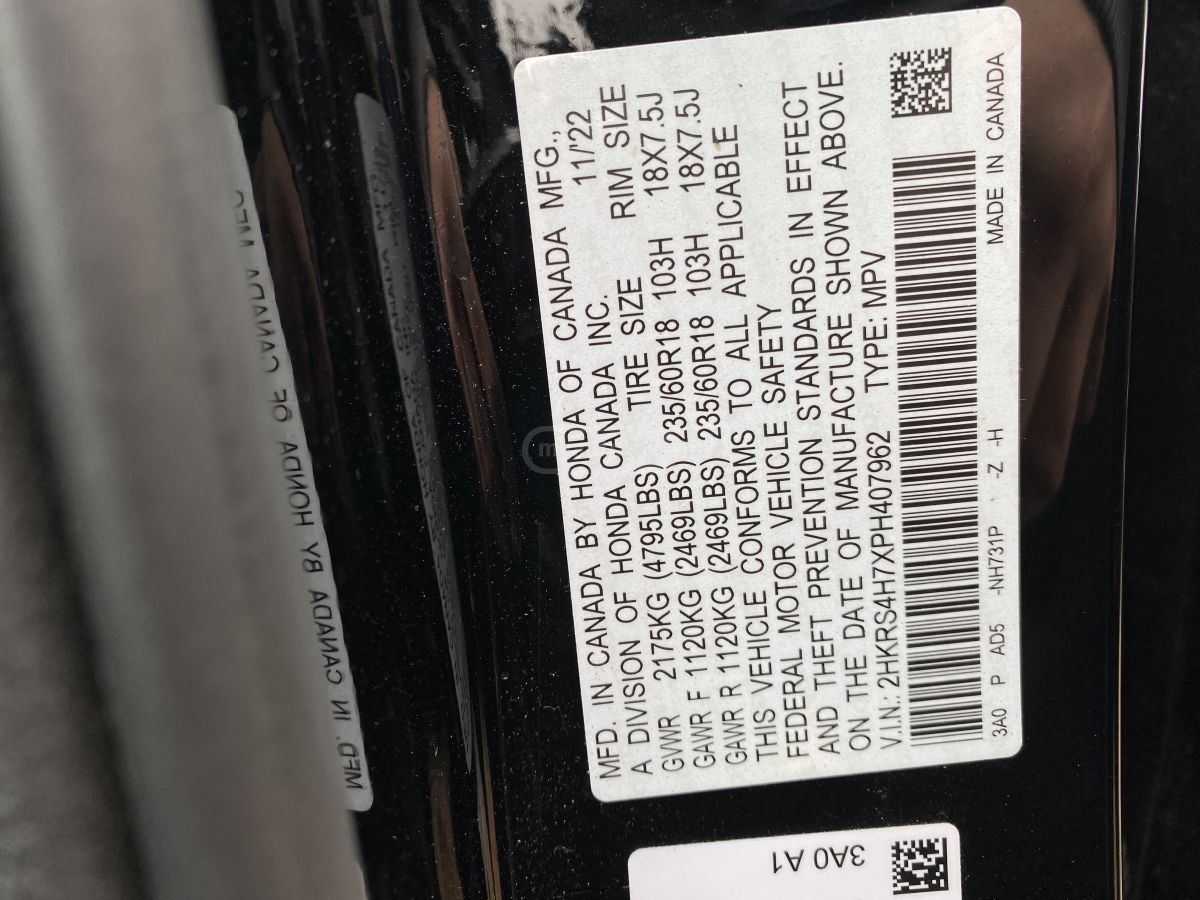 MFD. IN CANADA BY HONDA OF CANADA MFG.,
A DIVISION OF HONDA CANADA INC. 11/'22
GVWR 2175KG (4795LBS) TIRE SIZE RIM SIZE
GAWR F 1120KG (2469LBS) 235/60R18 103H 18X7.5J
GAWR R 1120KG (2469LBS) 235/60R18 103H 18X7.5J
THIS VEHICLE CONFORMS TO ALL APPLICABLE
FEDERAL MOTOR VEHICLE SAFETY
AND THEFT PREVENTION STANDARDS IN EFFECT
ON THE DATE OF MANUFACTURE SHOWN ABOVE.
V.I.N.: 2HKRS4H7XPH407962 TYPE: MPV
3A0 P AD5 -NH731P -Z -H MADE IN CANADA
3A0 A1
MFD. IN CANADA BY HONDA OF CANADA
m